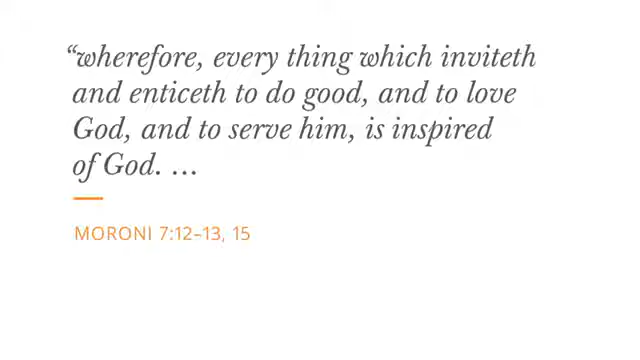 “wherefore, every thing which inviteth
and enticeth to do good, and to love
God, and to serve him, is inspired
of God. …
MORONI 7:12–13, 15